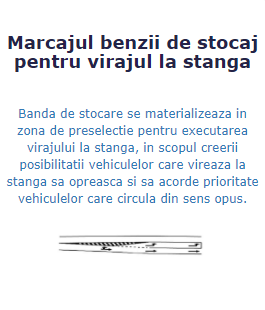 Marcajul benzii de stocaj
pentru virajul la stanga
Banda de stocare se materializeaza in
zona de preselectie pentru executarea
virajului la stanga, in scopul creerii
posibilitatii vehiculelor care vireaza la
stanga sa opreasca si sa acorde prioritate
vehiculelor care circula din sens opus.